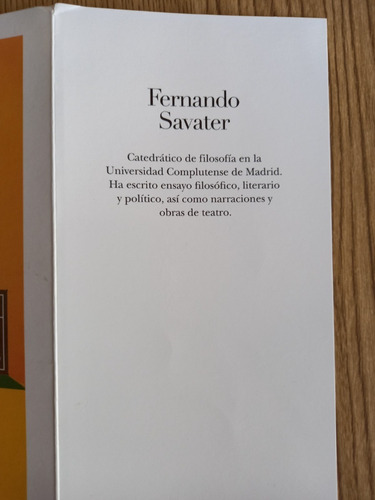 Fernando
Savater
Catedrático de filosofía en la
Universidad Complutense de Madrid.
Ha escrito ensayo filosófico, literario
y político, así como narraciones y
obras de teatro.